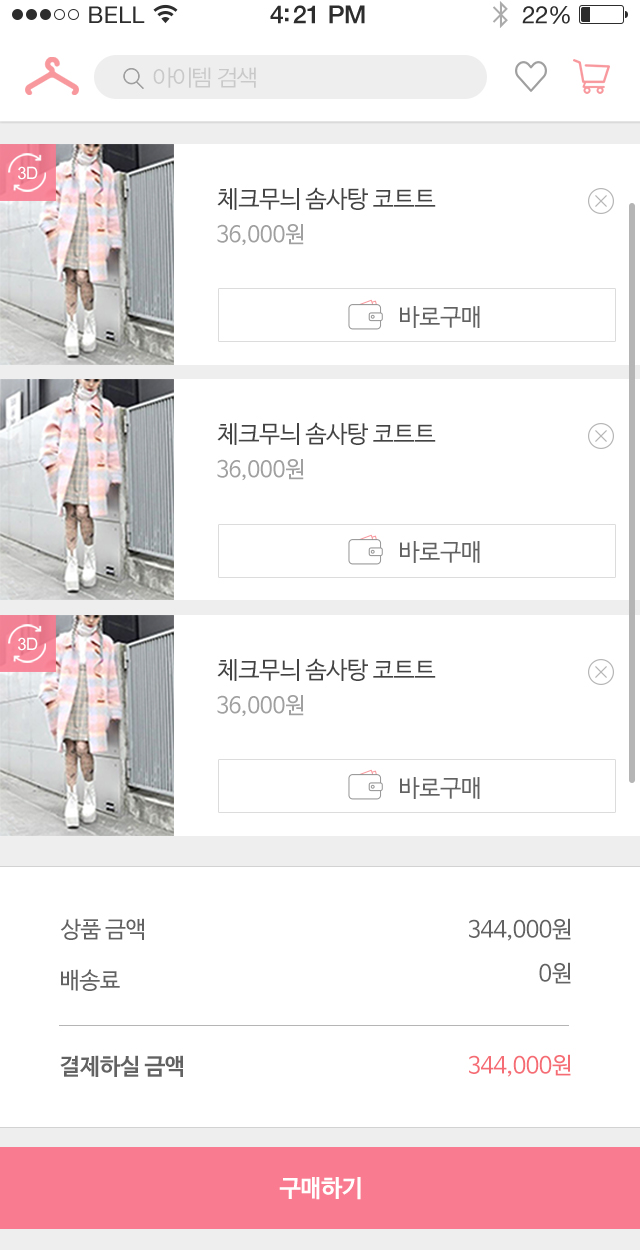 BELL
4:21 PM
22%
아이템 검색
3D
체크무늬 솜사탕 코트트
36,000원
바로구매
체크무늬 솜사탕 코트트
36,000원
바로구매
3D
체크무늬 솜사탕 코트트
36,000원
바로구매
상품 금액 344,000원
배송료 0원
결제하실 금액 344,000원
구매하기